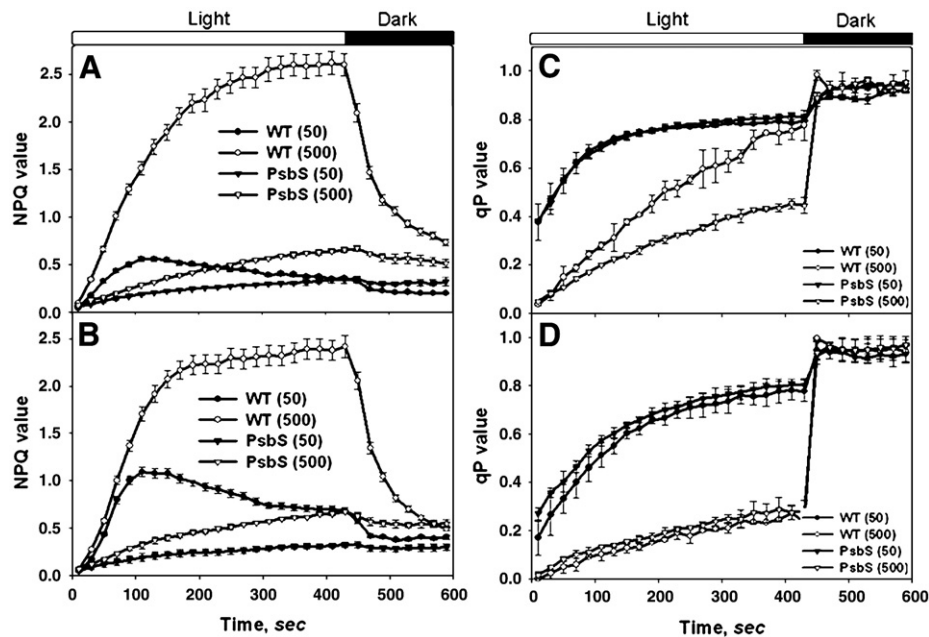 Light Dark
A
NPQ value
2.5
2.0
1.5
1.0
0.5
0.0
WT (50)
WT (500)
PsbS (50)
PsbS (500)
B
NPQ value
2.5
2.0
1.5
1.0
0.5
0.0
WT (50)
WT (500)
PsbS (50)
PsbS (500)
0 100 200 300 400 500 600
Time, sec
Light Dark
C
qP value
1.0
0.8
0.6
0.4
0.2
0.0
WT (50)
WT (500)
PsbS (50)
PsbS (500)
D
qP value
1.0
0.8
0.6
0.4
0.2
0.0
WT (50)
WT (500)
PsbS (50)
PsbS (500)
0 100 200 300 400 500 600
Time, sec